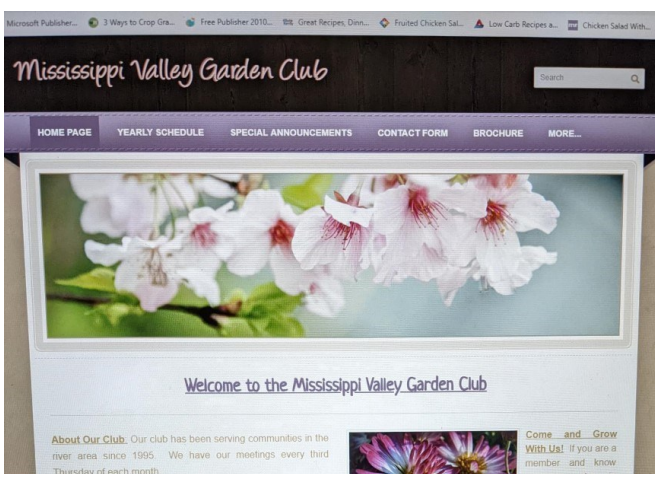 Microsoft Publisher... 3 Ways to Crop Gra... Free Publisher 2010... Great Recipes, Dinn... Fruited Chicken Sal... Low Carb Recipes a... Chicken Salad With...
Mississippi Valley Garden Club
Search
HOME PAGE YEARLY SCHEDULE SPECIAL ANNOUNCEMENTS CONTACT FORM BROCHURE MORE...
Welcome to the Mississippi Valley Garden Club
About Our Club Our club has been serving communities in the
river area since 1995. We have our meetings every third
Thursday of each month
Come and Grow
With Us! If you are a
member and know